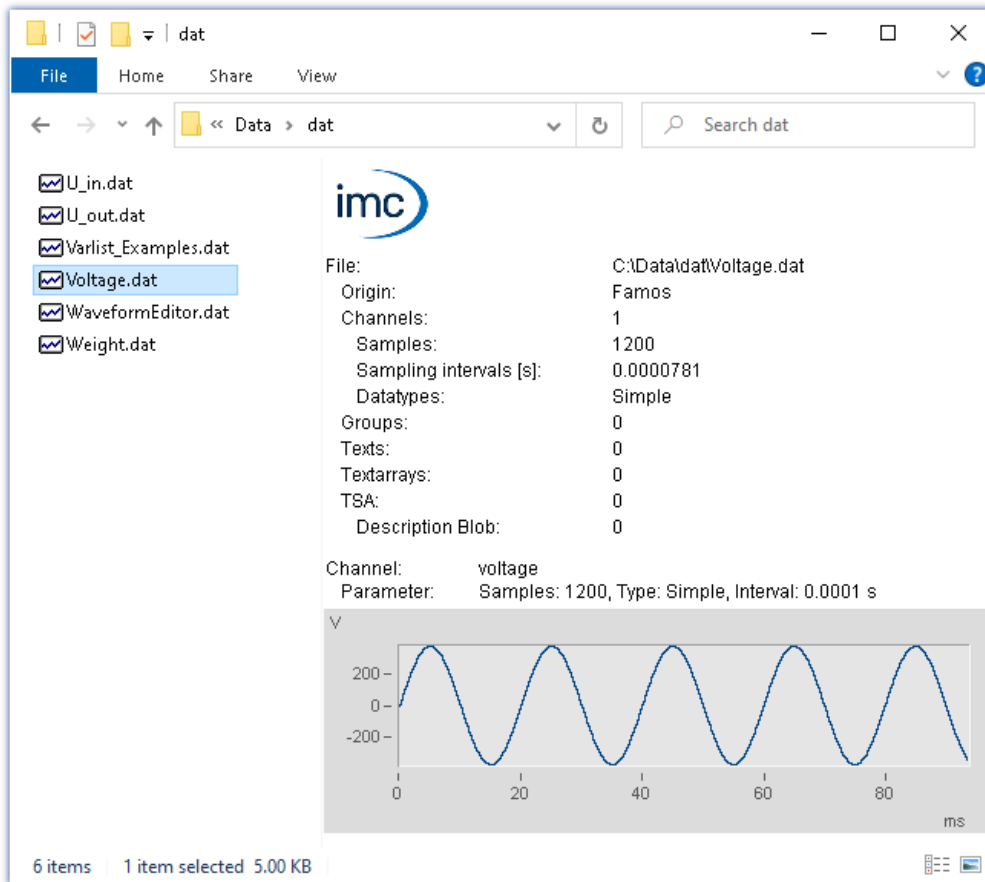 dat
File Home Share View ?
« Data › dat
Search dat
U_in.dat
U_out.dat
Varlist_Examples.dat
Voltage.dat
WaveformEditor.dat
Weight.dat
imc
File: C:\Data\dat\Voltage.dat
Origin: Famos
Channels: 1
Samples: 1200
Sampling intervals [s]: 0.0000781
Datatypes: Simple
Groups: 0
Texts: 0
Textarrays: 0
TSA: 0
Description Blob: 0
Channel: voltage
Parameter: Samples: 1200, Type: Simple, Interval: 0.0001 s
V
200
0
-200
0 20 40 60 80
ms
6 items 1 item selected 5.00 KB